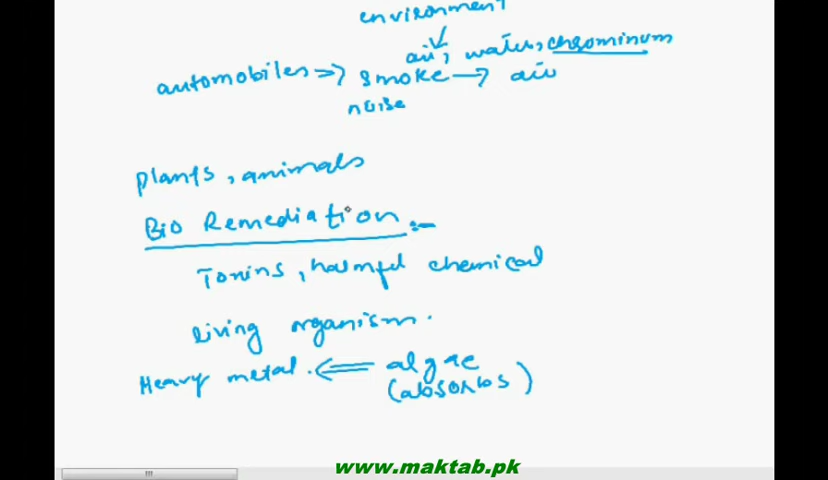 environment
air, water, chrominum
automobiles => smoke → air
noise
plants, animals
Bio Remediation :-
Toxins, harmful chemical
living organism.
Heavy metal. <= algae
(absorbs)
www.maktab.pk